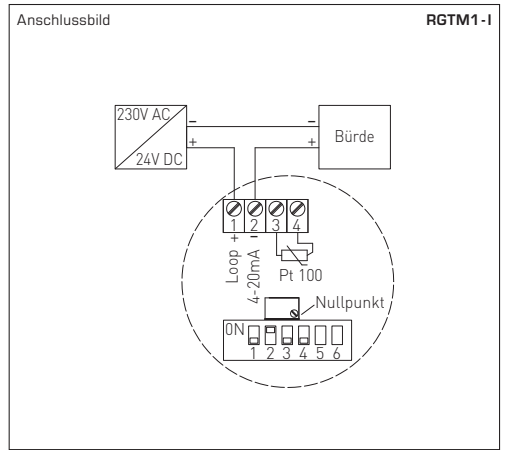 Anschlussbild RGTM1-I
230V AC
24V DC
–
+
–
+
Bürde
1 2 3 4
Loop +
4-20mA –
Pt 100
Nullpunkt
ON
1 2 3 4 5 6